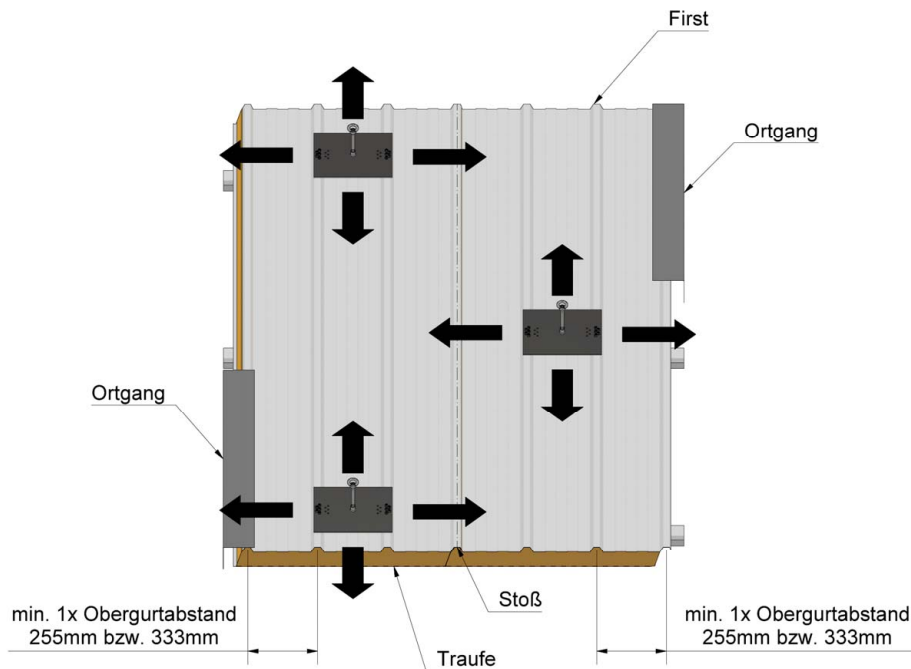 First
Ortgang
Ortgang
min. 1x Obergurtabstand
255mm bzw. 333mm
Stoß
Traufe
min. 1x Obergurtabstand
255mm bzw. 333mm